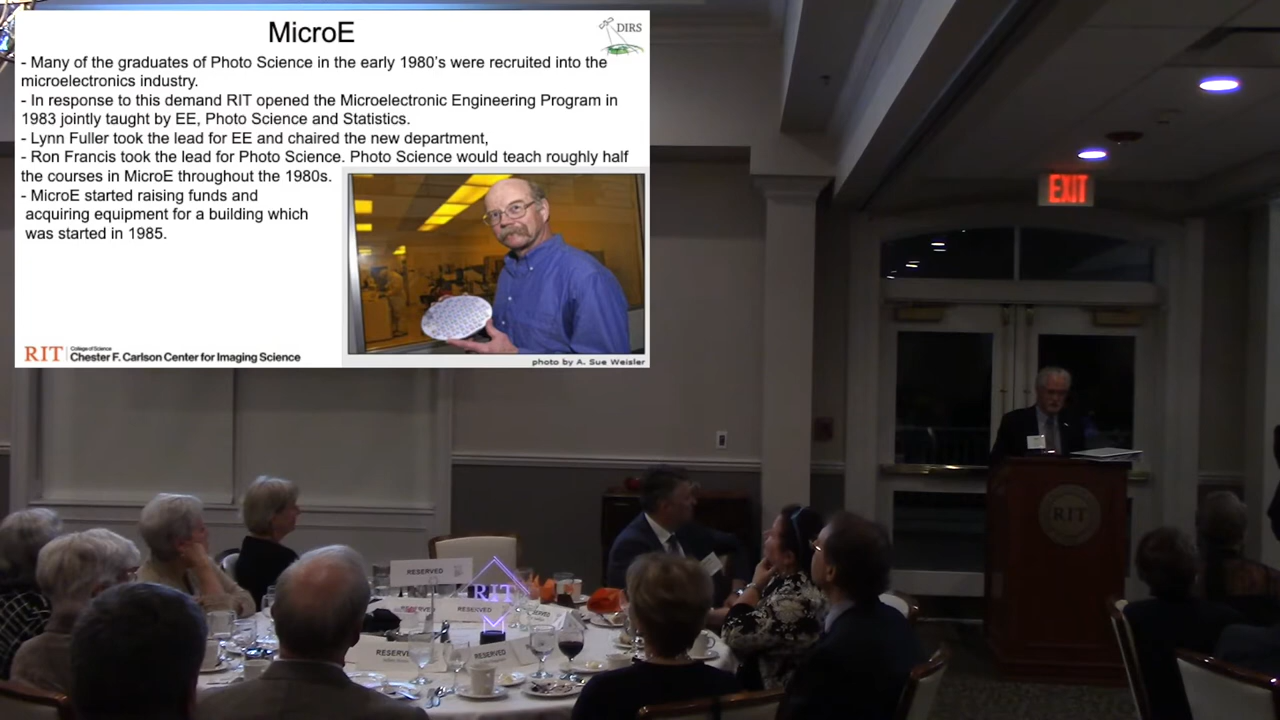 MicroE
DIRS
- Many of the graduates of Photo Science in the early 1980's were recruited into the
microelectronics industry.
- In response to this demand RIT opened the Microelectronic Engineering Program in
1983 jointly taught by EE, Photo Science and Statistics.
- Lynn Fuller took the lead for EE and chaired the new department,
- Ron Francis took the lead for Photo Science. Photo Science would teach roughly half
the courses in MicroE throughout the 1980s.
- MicroE started raising funds and
acquiring equipment for a building which
was started in 1985.
RIT
College of Science
Chester F. Carlson Center for Imaging Science
photo by A. Sue Weisler
EXIT
RIT
RESERVED
RESERVED
RESERVED
RIT
RESERVED
RESERVED